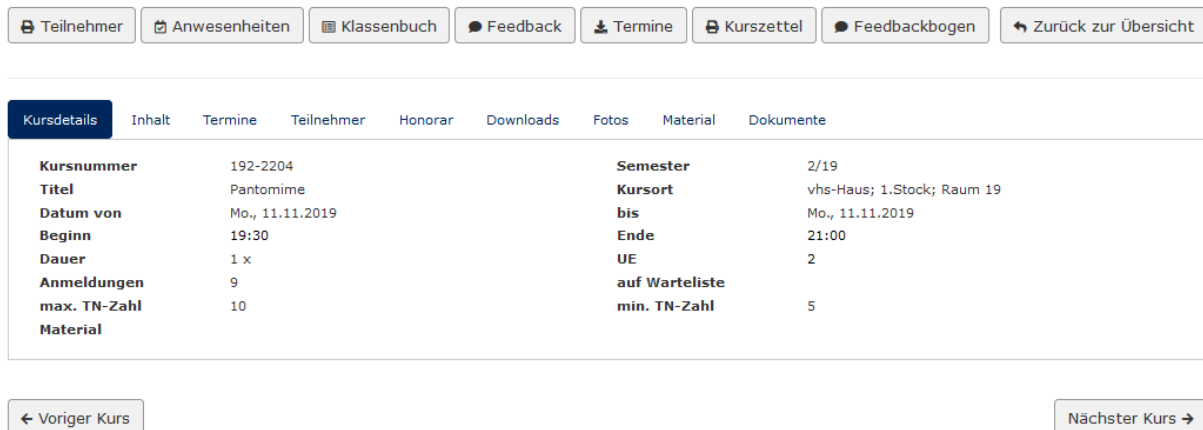 Teilnehmer Anwesenheiten Klassenbuch Feedback Termine Kurszettel Feedbackbogen Zurück zur Übersicht
Kursdetails Inhalt Termine Teilnehmer Honorar Downloads Fotos Material Dokumente
Kursnummer 192-2204 Semester 2/19
Titel Pantomime Kursort vhs-Haus; 1.Stock; Raum 19
Datum von Mo., 11.11.2019 bis Mo., 11.11.2019
Beginn 19:30 Ende 21:00
Dauer 1 x UE 2
Anmeldungen 9 auf Warteliste
max. TN-Zahl 10 min. TN-Zahl 5
Material
← Voriger Kurs Nächster Kurs →